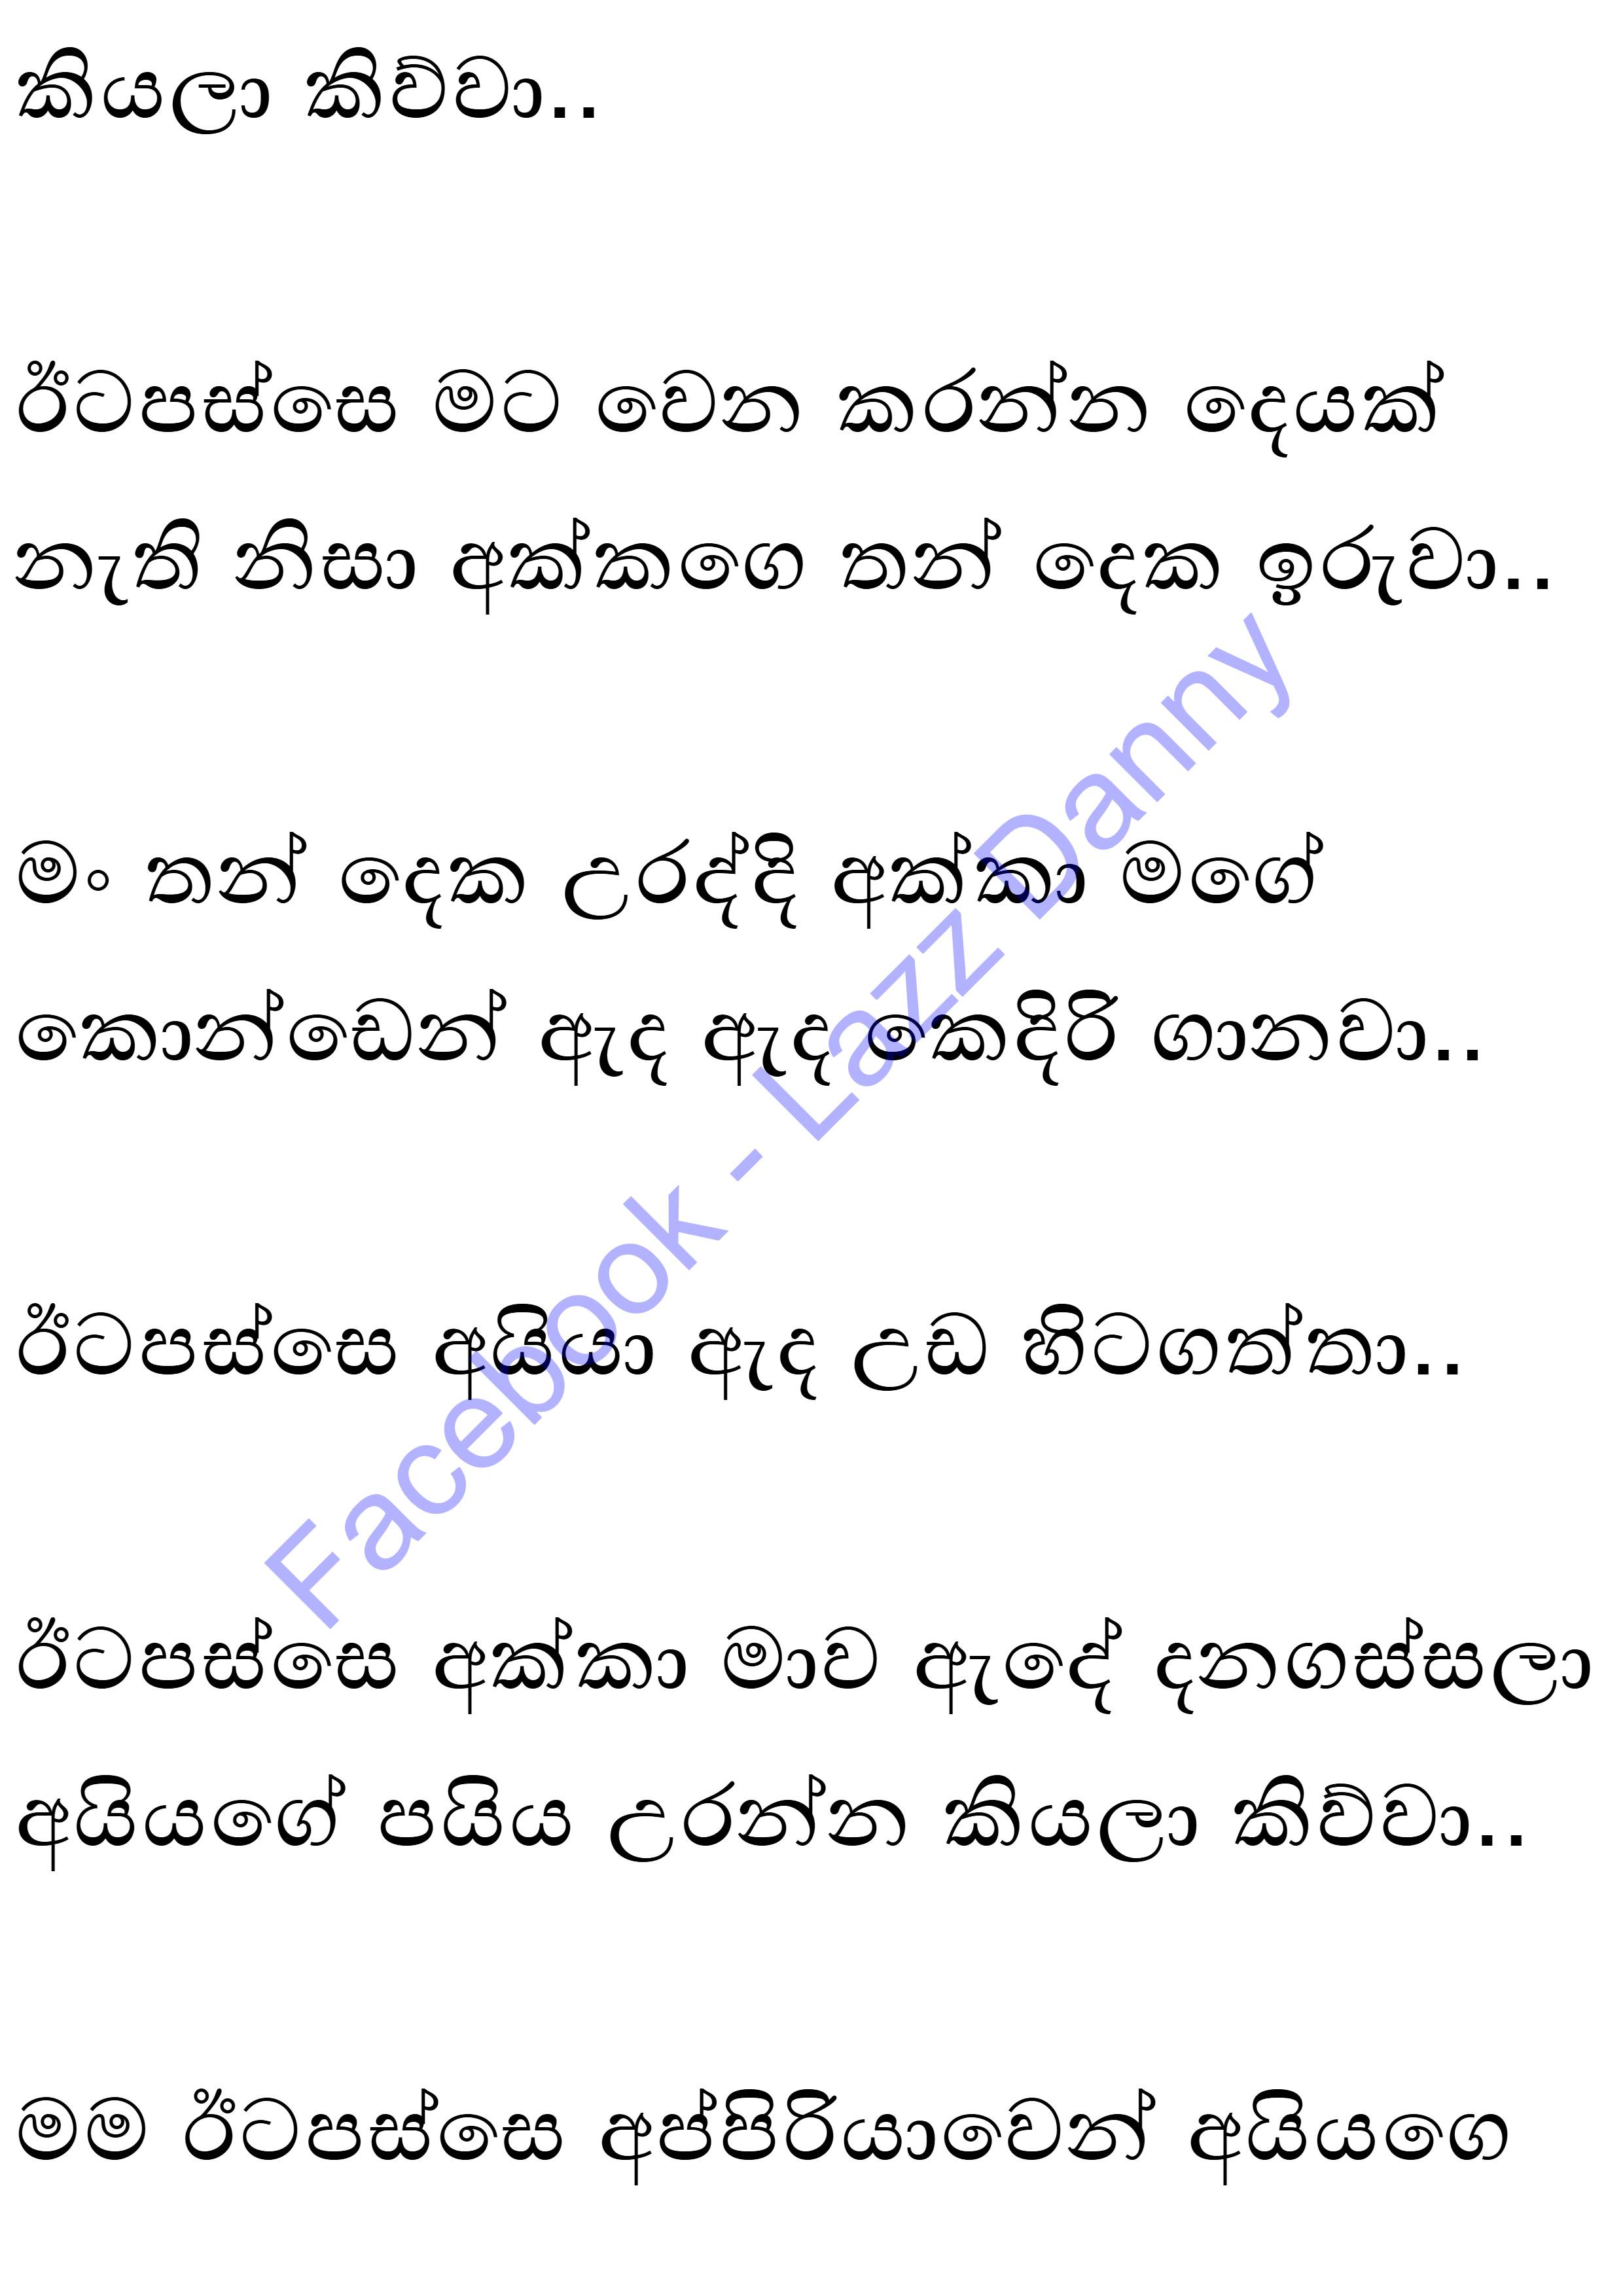 කියලා කිව්වා..
ඊටපස්සෙ මට වෙන කරන්න දෙයක්
නැති නිසා අක්කගෙ තන් දෙක ඉරුවා..
මං තන් දෙක උරද්දි අක්කා මගේ
කොන්ඩෙන් ඇද ඇද කෙදිරි ගානවා..
ඊටපස්සෙ අයියා ඇද උඩ හිටගත්තා..
ඊටපස්සෙ අක්කා මාව ඇදේ දනගස්සලා
අයියගේ පයිය උරන්න කියලා කිව්වා..
මම ඊටපස්සෙ අප්පිරියාවෙන් අයියගෙ
Facebook - Lazz Danny